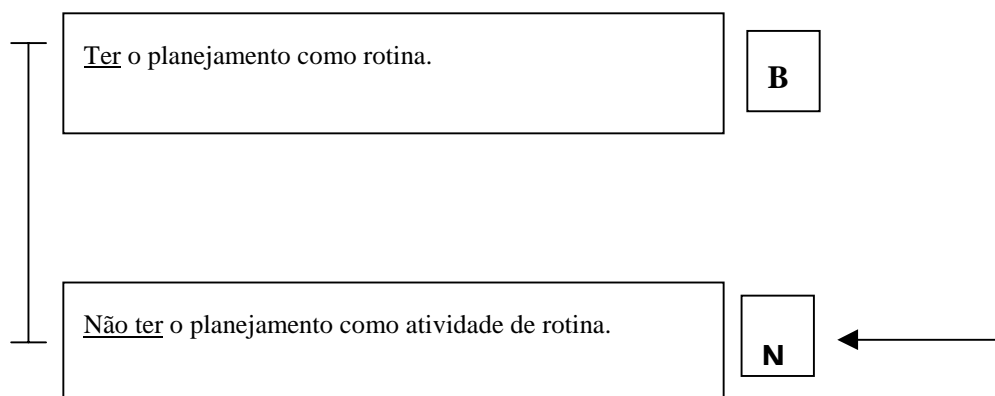 Ter o planejamento como rotina.
B
Não ter o planejamento como atividade de rotina.
N